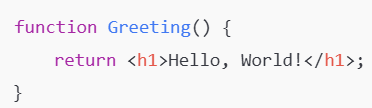 function Greeting() {
    return <h1>Hello, World!</h1>;
}